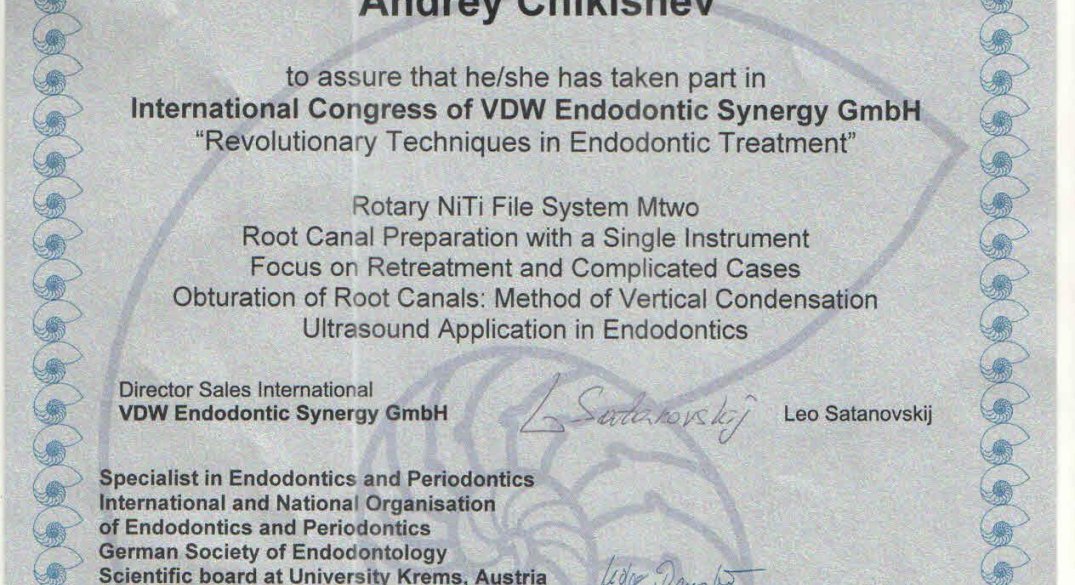 Andrey Chikishev
to assure that he/she has taken part in
International Congress of VDW Endodontic Synergy GmbH
“Revolutionary Techniques in Endodontic Treatment”
Rotary NiTi File System Mtwo
Root Canal Preparation with a Single Instrument
Focus on Retreatment and Complicated Cases
Obturation of Root Canals: Method of Vertical Condensation
Ultrasound Application in Endodontics
Director Sales International
VDW Endodontic Synergy GmbH
L Satanovskij
Leo Satanovskij
Specialist in Endodontics and Periodontics
International and National Organisation
of Endodontics and Periodontics
German Society of Endodontology
Scientific board at University Krems, Austria